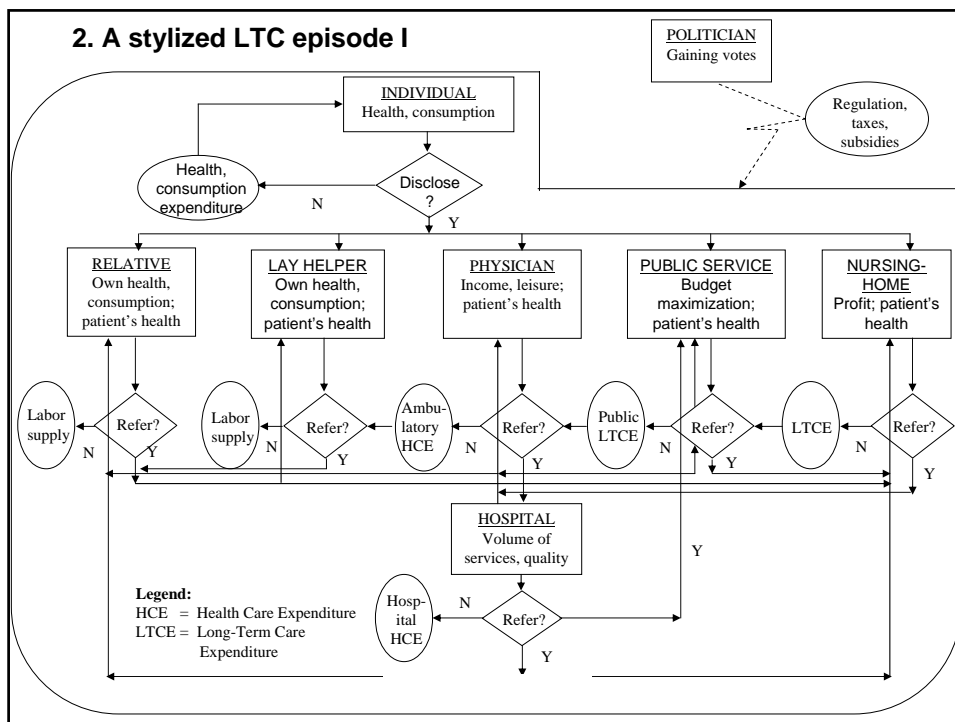 2. A stylized LTC episode I
POLITICIAN
Gaining votes
Regulation,
taxes,
subsidies
INDIVIDUAL
Health, consumption
Health,
consumption
expenditure
N
Disclose
?
Y
RELATIVE
Own health,
consumption;
patient's health
LAY HELPER
Own health,
consumption;
patient's health
PHYSICIAN
Income, leisure;
patient's health
PUBLIC SERVICE
Budget
maximization;
patient's health
NURSING-
HOME
Profit; patient's
health
Labor
supply
N
Refer?
Y
Labor
supply
N
Refer?
Y
Ambu-
latory
HCE
N
Refer?
Y
Public
LTCE
N
Refer?
Y
LTCE
N
Refer?
Y
HOSPITAL
Volume of
services, quality
Y
Hosp-
ital
HCE
N
Refer?
Y
Legend:
HCE = Health Care Expenditure
LTCE = Long-Term Care
Expenditure